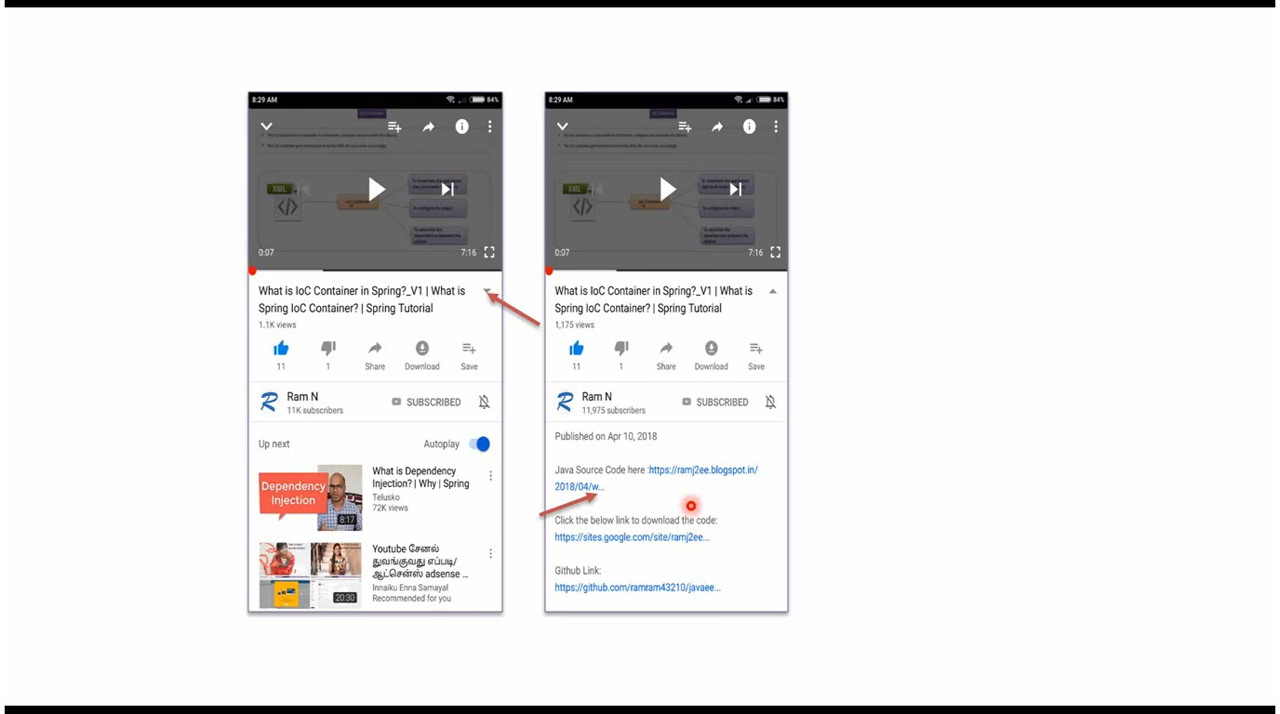 8:29 AM
84%
XML
0:07
7:16
What is IoC Container in Spring?_V1 | What is
Spring IoC Container? | Spring Tutorial
1.1K views
11
1
Share
Download
Save
Ram N
11K subscribers
SUBSCRIBED
Up next
Autoplay
Dependency
Injection
8:17
What is Dependency
Injection? | Why | Spring
Telusko
72K views
20:30
Youtube சேனல்
துவங்குவது எப்படி/
ஆட்சென்ஸ் adsense ...
Innaiku Enna Samayal
Recommended for you
8:29 AM
84%
XML
0:07
7:16
What is IoC Container in Spring?_V1 | What is
Spring IoC Container? | Spring Tutorial
1,175 views
11
1
Share
Download
Save
Ram N
11,975 subscribers
SUBSCRIBED
Published on Apr 10, 2018
Java Source Code here :https://ramj2ee.blogspot.in/
2018/04/w...
Click the below link to download the code:
https://sites.google.com/site/ramj2ee...
Github Link:
https://github.com/ramram43210/javaee...